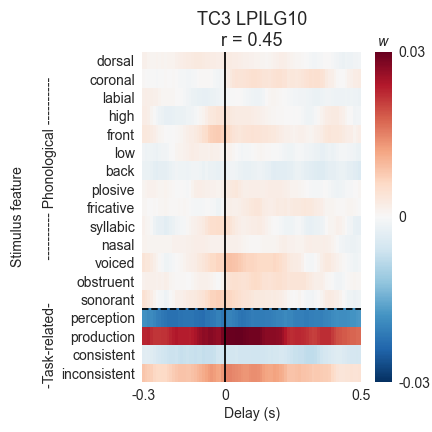 TC3 LPILG10
r = 0.45
w
Stimulus feature
----------- Phonological ----------
-Task-related-
dorsal
coronal
labial
high
front
low
back
plosive
fricative
syllabic
nasal
voiced
obstruent
sonorant
perception
production
consistent
inconsistent
0.03
0
-0.03
-0.3
0
0.5
Delay (s)